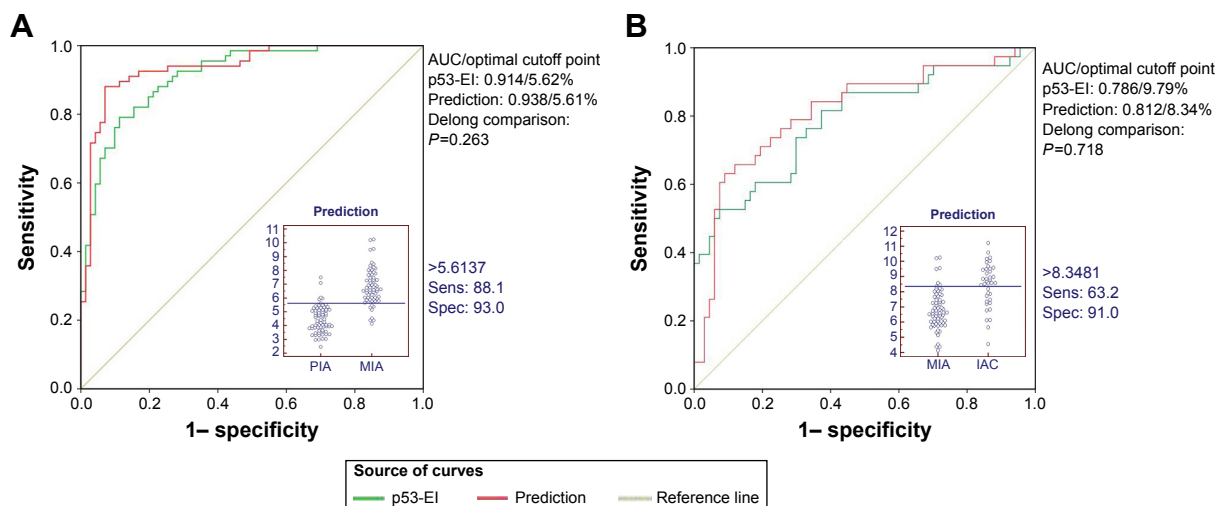 A
1.0
0.8
0.6
0.4
0.2
0.0
Sensitivity
0.0 0.2 0.4 0.6 0.8 1.0
1– specificity
AUC/optimal cutoff point
p53-EI: 0.914/5.62%
Prediction: 0.938/5.61%
Delong comparison:
P=0.263
Prediction
11
10
9
8
7
6
5
4
3
2
PIA MIA
>5.6137
Sens: 88.1
Spec: 93.0
B
1.0
0.8
0.6
0.4
0.2
0.0
Sensitivity
0.0 0.2 0.4 0.6 0.8 1.0
1– specificity
AUC/optimal cutoff point
p53-EI: 0.786/9.79%
Prediction: 0.812/8.34%
Delong comparison:
P=0.718
Prediction
12
11
10
9
8
7
6
5
4
MIA IAC
>8.3481
Sens: 63.2
Spec: 91.0
Source of curves
p53-EI Prediction Reference line